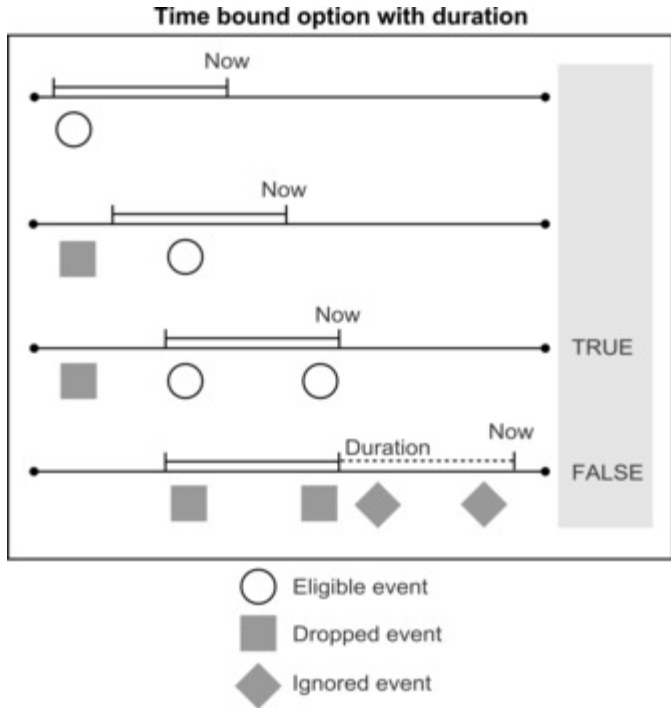 Time bound option with duration
Now
Now
Now
TRUE
Duration
Now
FALSE
Eligible event
Dropped event
Ignored event